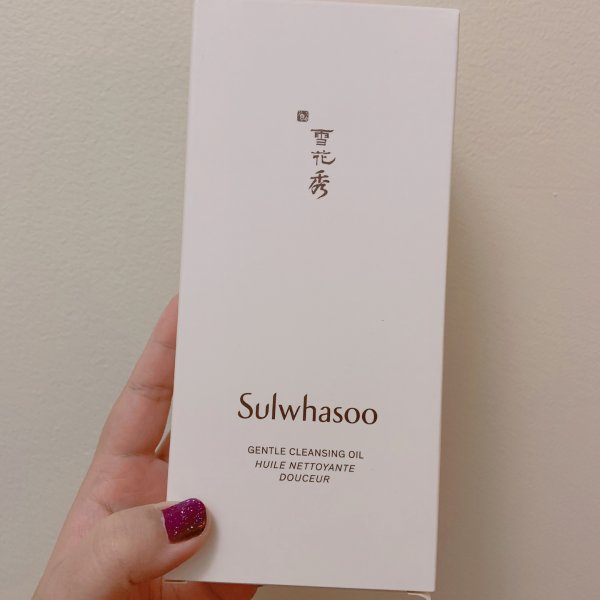 雪
花
秀
Sulwhasoo
GENTLE CLEANSING OIL
HUILE NETTOYANTE
DOUCEUR